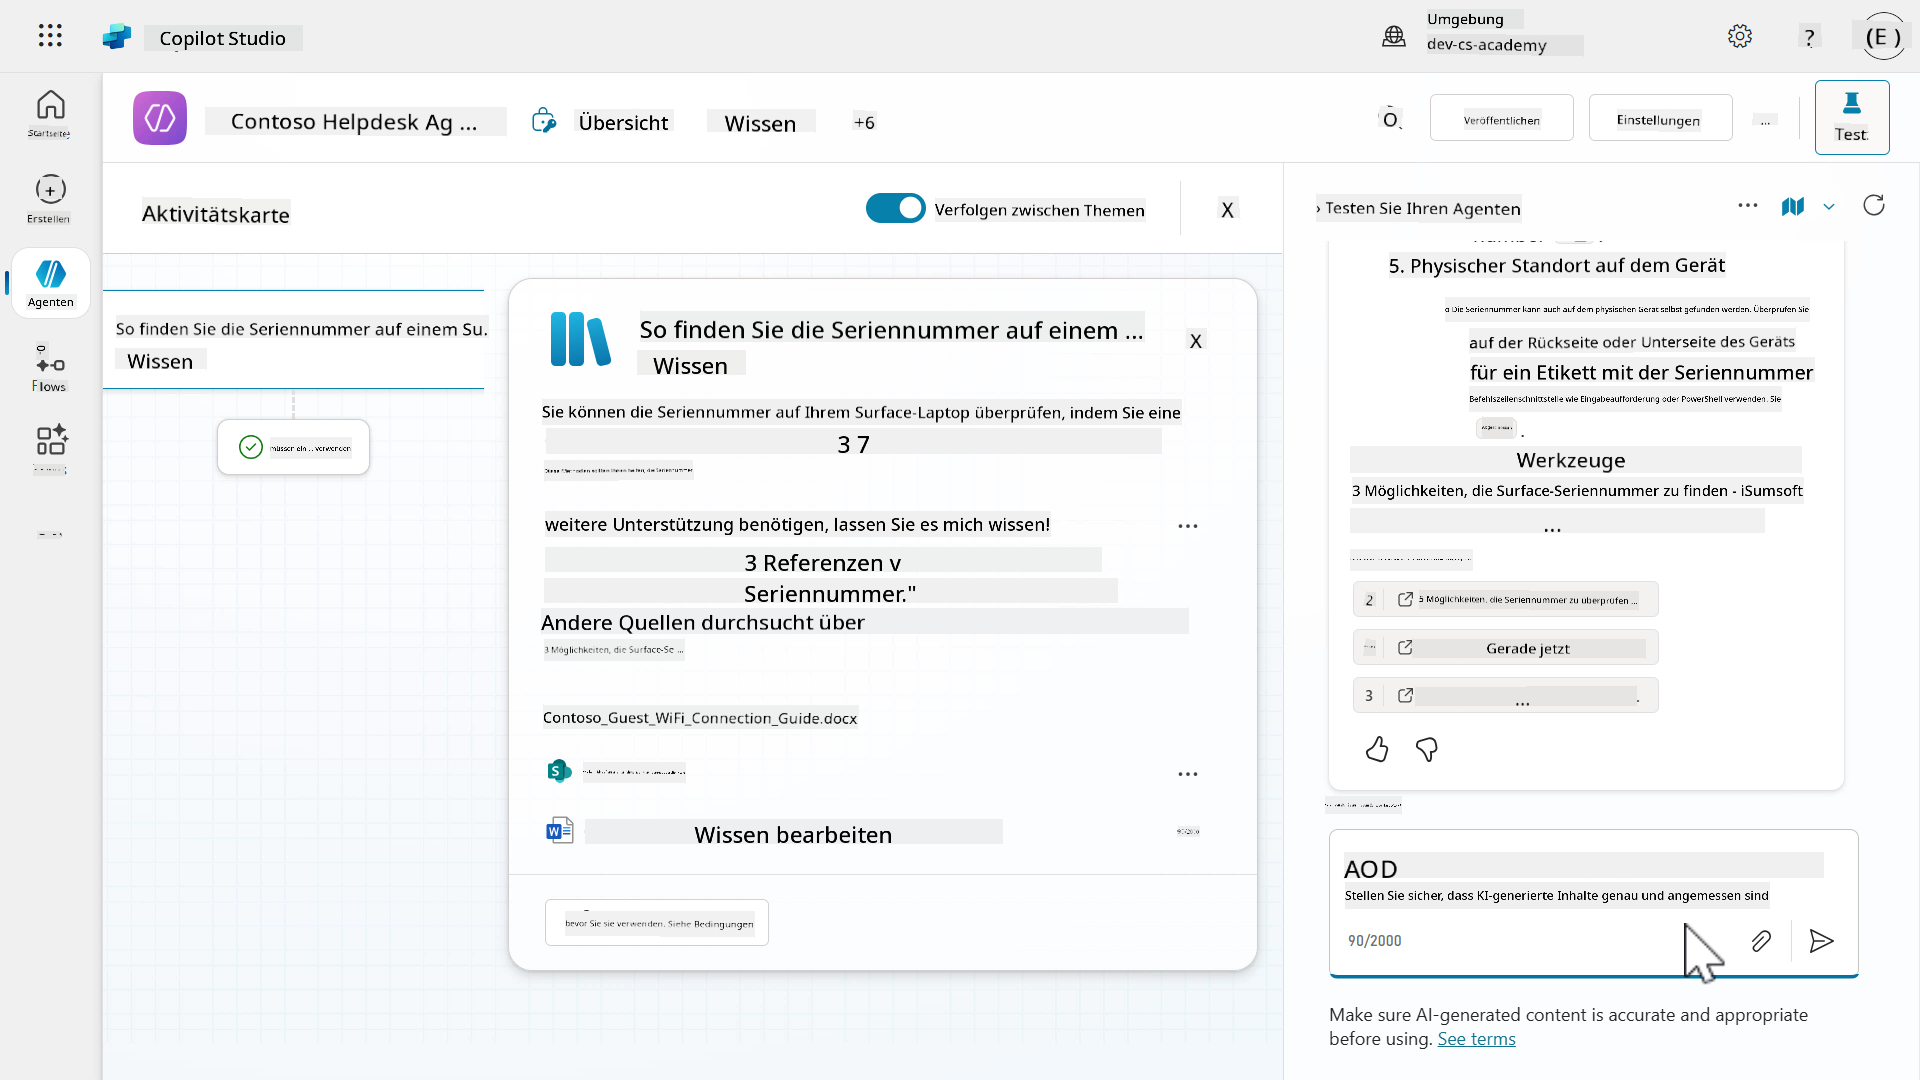 Copilot Studio
Umgebung
dev-cs-academy
?
(E )
Startseite
Contoso Helpdesk Ag ...
Übersicht
Wissen
+6
Veröffentlichen
Einstellungen
...
Test
Erstellen
Aktivitätskarte
Verfolgen zwischen Themen
X
› Testen Sie Ihren Agenten
Agenten
Flows
So finden Sie die Seriennummer auf einem Su.
Wissen
müssen ein ... verwenden
So finden Sie die Seriennummer auf einem ...
Wissen
X
Sie können die Seriennummer auf Ihrem Surface-Laptop überprüfen, indem Sie eine
3 7
Diese Methoden sollten Ihnen helfen, die Seriennummer
weitere Unterstützung benötigen, lassen Sie es mich wissen!
3 Referenzen v
Seriennummer."
Andere Quellen durchsucht über
3 Möglichkeiten, die Surface-Se ...
Contoso_Guest_WiFi_Connection_Guide.docx
Wissen bearbeiten
90/2000
bevor Sie sie verwenden. Siehe Bedingungen
5. Physischer Standort auf dem Gerät
o Die Seriennummer kann auch auf dem physischen Gerät selbst gefunden werden. Überprüfen Sie
auf der Rückseite oder Unterseite des Geräts
für ein Etikett mit der Seriennummer
Befehlszeilenschnittstelle wie Eingabeaufforderung oder PowerShell verwenden. Sie
.
Werkzeuge
3 Möglichkeiten, die Surface-Seriennummer zu finden - iSumsoft
...
2 5 Möglichkeiten, die Seriennummer zu überprüfen ...
Gerade jetzt
3 ... .
AOD
Stellen Sie sicher, dass KI-generierte Inhalte genau und angemessen sind
90/2000
Make sure AI-generated content is accurate and appropriate
before using. See terms